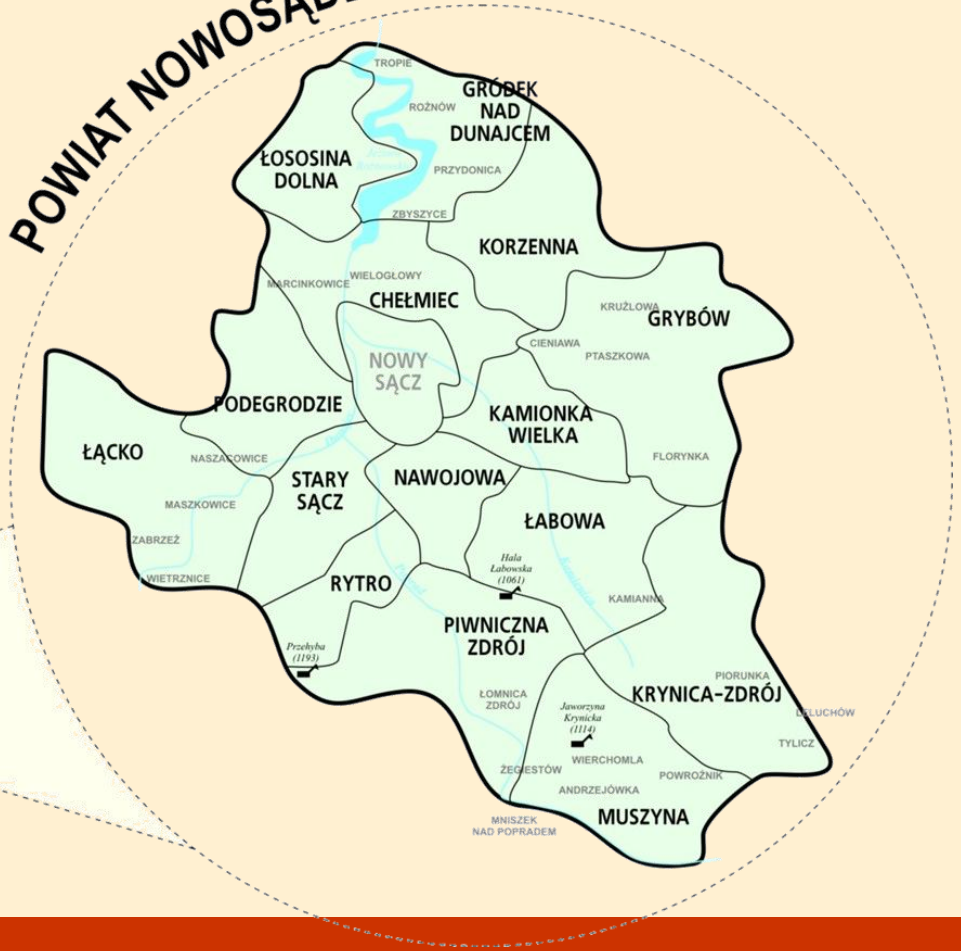 POWIAT NOWOSĄD
TROPIE
GRÓDEK
NAD
DUNAJCEM
ROŻNÓW
ŁOSOSINA
DOLNA
PRZYDONICA
ZBYSZYCE
KORZENNA
WIELOGŁOWY
MARCINKOWICE
CHEŁMIEC
KRUŻLOWA
GRYBÓW
CIENIAWA
PTASZKOWA
NOWY
SĄCZ
PODEGRODZIE
KAMIONKA
WIELKA
ŁĄCKO
NASZACOWICE
FLORYNKA
STARY
SĄCZ
NAWOJOWA
MASZKOWICE
ŁABOWA
ZABRZEŻ
WIETRZNICE
RYTRO
Hala
Łabowska
(1061)
Poprad
Kamienica
KAMIANNA
PIWNICZNA
ZDRÓJ
Przehyba
(1193)
PIORUNKA
KRYNICA-ZDRÓJ
ŁOMNICA
ZDRÓJ
Jaworzyna
Krynicka
(1114)
LELUCHÓW
TYLICZ
WIERCHOMLA
ŻEGIESTÓW
POWROŹNIK
ANDRZEJÓWKA
MUSZYNA
MNISZEK
NAD POPRADEM